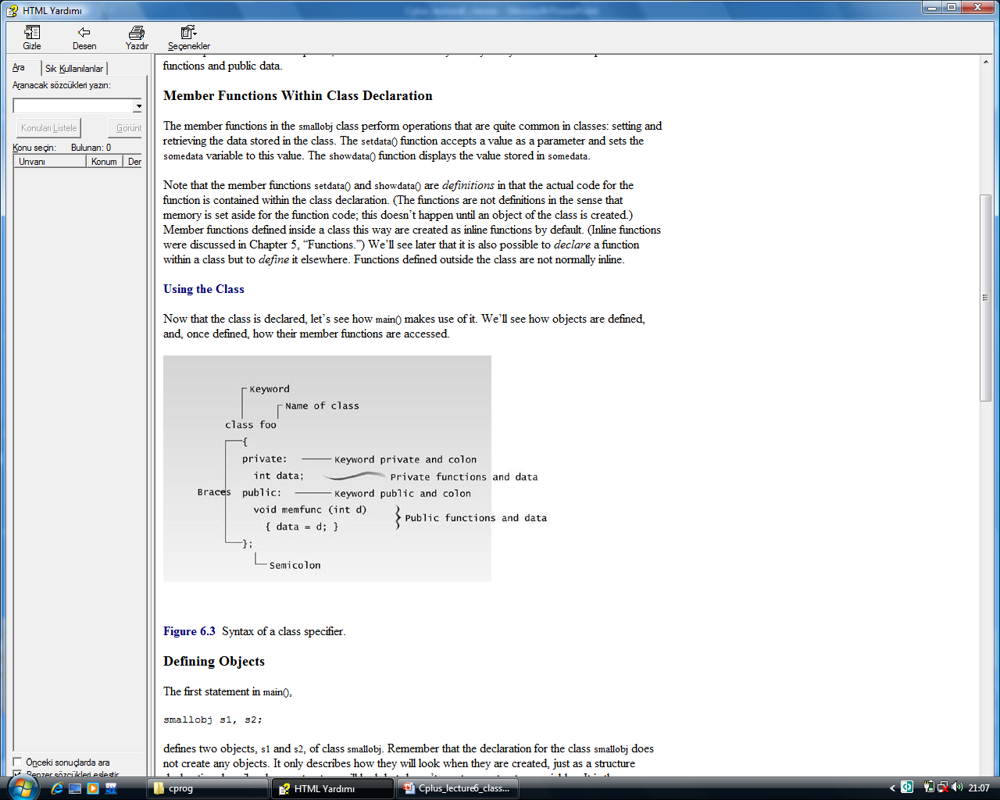 HTML Yardımı
Gizle
Desen
Yazdır
Seçenekler
Ara
Sık Kullanılanlar
Aranacak sözcükleri yazın:
Konuları Listele
Görünt
Konu seçin:
Bulunan: 0
Unvanı
Konum
Der
functions and public data.
Member Functions Within Class Declaration
The member functions in the smallobj class perform operations that are quite common in classes: setting and
retrieving the data stored in the class. The setdata() function accepts a value as a parameter and sets the
somedata variable to this value. The showdata() function displays the value stored in somedata.
Note that the member functions setdata() and showdata() are definitions in that the actual code for the
function is contained within the class declaration. (The functions are not definitions in the sense that
memory is set aside for the function code; this doesn't happen until an object of the class is created.)
Member functions defined inside a class this way are created as inline functions by default. (Inline functions
were discussed in Chapter 5, “Functions.”) We'll see later that it is also possible to declare a function
within a class but to define it elsewhere. Functions defined outside the class are not normally inline.
Using the Class
Now that the class is declared, let's see how main() makes use of it. We'll see how objects are defined,
and, once defined, how their member functions are accessed.
Keyword
Name of class
class foo
{
private:
Keyword private and colon
int data;
Private functions and data
Braces
public:
Keyword public and colon
void memfunc (int d)
{ data = d; }
Public functions and data
};
Semicolon
Figure 6.3 Syntax of a class specifier.
Defining Objects
The first statement in main(),
smallobj s1, s2;
defines two objects, s1 and s2, of class smallobj. Remember that the declaration for the class smallobj does
not create any objects. It only describes how they will look when they are created, just as a structure
Önceki sonuçlarda ara
Benzer sözcükleri eşleştir
cprog
HTML Yardımı
Cplus_lecture6_class...
21:07